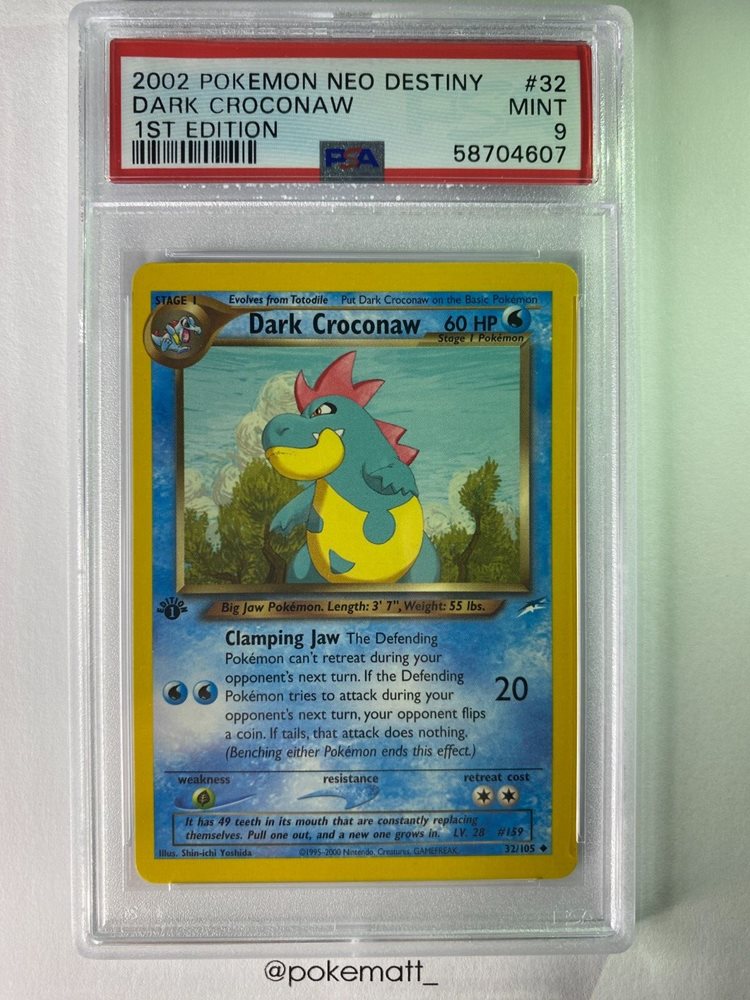 2002 POKEMON NEO DESTINY #32
DARK CROCONAW MINT
1ST EDITION 9
PSA 58704607
STAGE 1 Evolves from Totodile Put Dark Croconaw on the Basic Pokémon
Dark Croconaw 60 HP
Stage 1 Pokémon
EDITION
1
Big Jaw Pokémon. Length: 3' 7", Weight: 55 lbs.
Clamping Jaw The Defending
Pokémon can't retreat during your
opponent's next turn. If the Defending
Pokémon tries to attack during your 20
opponent's next turn, your opponent flips
a coin. If tails, that attack does nothing.
(Benching either Pokémon ends this effect.)
weakness resistance retreat cost
It has 49 teeth in its mouth that are constantly replacing
themselves. Pull one out, and a new one grows in. LV. 28 #159
Illus. Shin-ichi Yoshida ©1995-2000 Nintendo, Creatures, GAMEFREAK. 32/105
@pokematt_